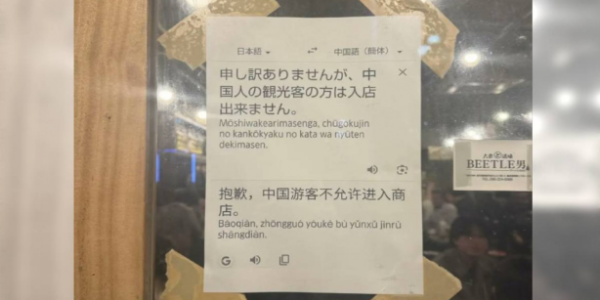 日本語 中国語（簡体）
申し訳ありませんが、中
国人の観光客の方は入店
出来ません。
Mōshiwakearimasenga, chūgokujin
no kankōkyaku no kata wa nyūten
dekimasen.
抱歉，中国游客不允许进入商
店。
Bàoqiàn, zhōngguó yóukè bù yǔnxǔ jìnrù
shāngdiàn.
G
BEETLE男